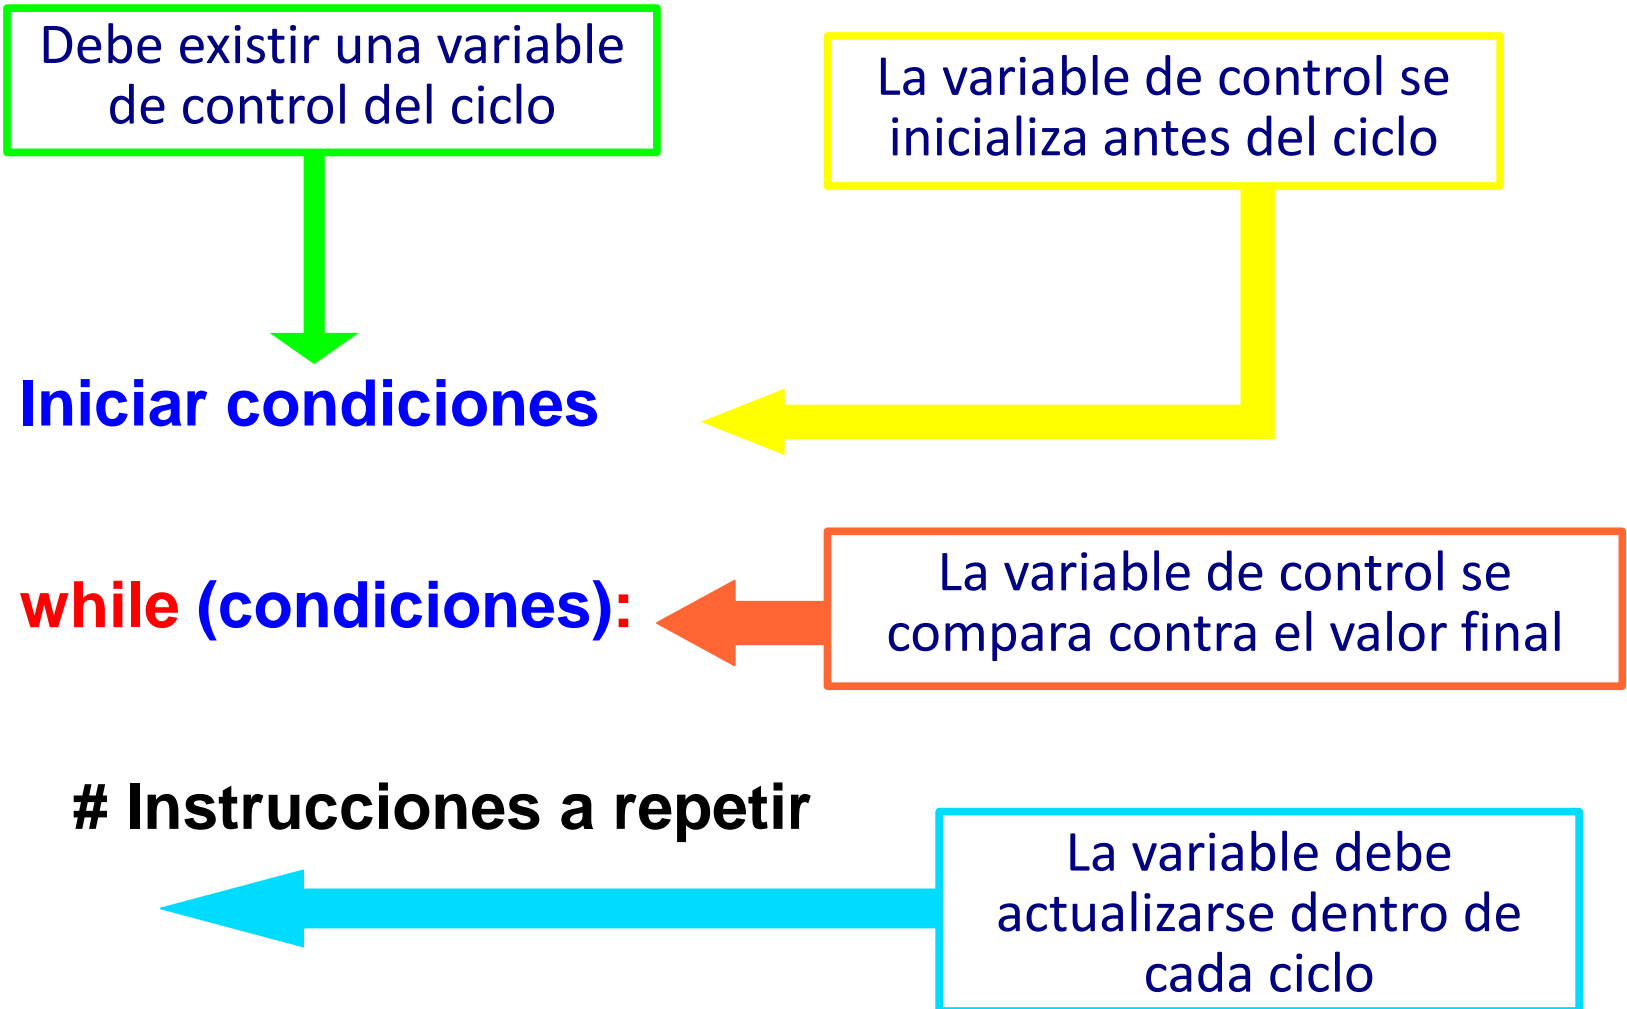 Debe existir una variable
de control del ciclo
La variable de control se
inicializa antes del ciclo
Iniciar condiciones
while (condiciones):
La variable de control se
compara contra el valor final
# Instrucciones a repetir
La variable debe
actualizarse dentro de
cada ciclo